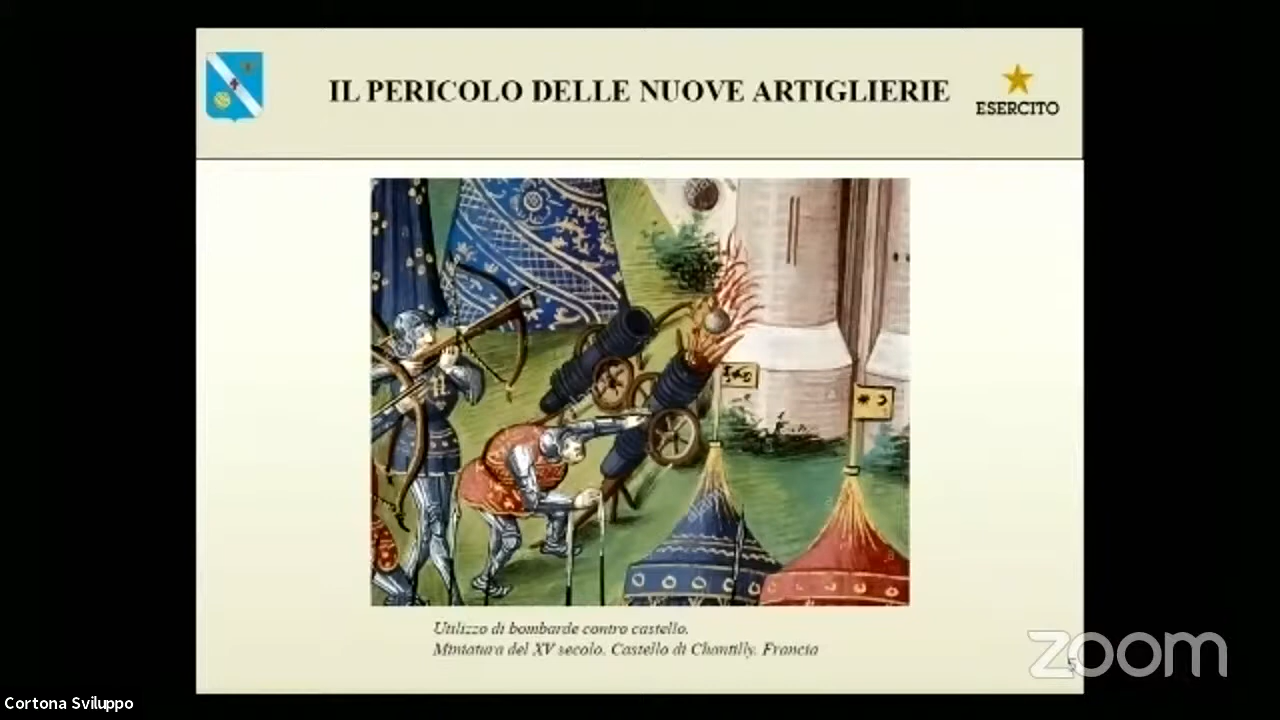 IL PERICOLO DELLE NUOVE ARTIGLIERIE
ESERCITO
Utilizzo di bombarde contro castello.
Miniatura del XV secolo. Castello di Chantilly. Francia
5
zoom
Cortona Sviluppo